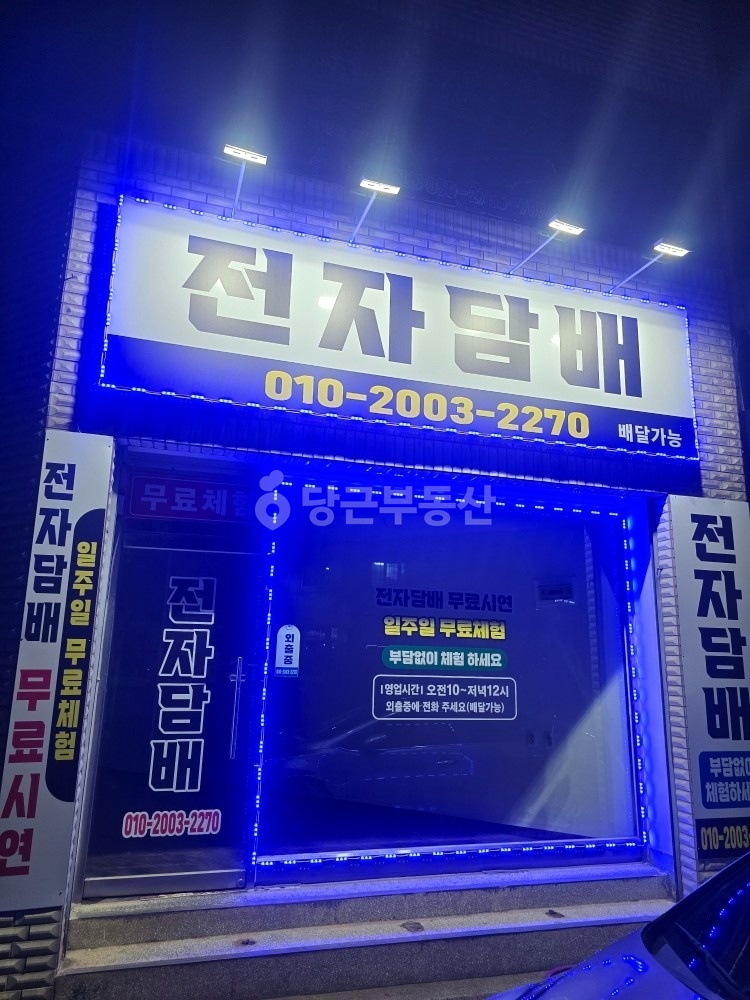 전자담배
010-2003-2270 배달가능
무료체험
당근부동산
전자담배
일주일 무료체험
무료시연
전자담배
010-2003-2270
외출중
전자담배 무료시연
일주일 무료체험
부담없이 체험 하세요
|영업시간| 오전10~저녁12시
외출중에 전화 주세요(배달가능)
전자담배
부담없이
체험하세
010-2003-